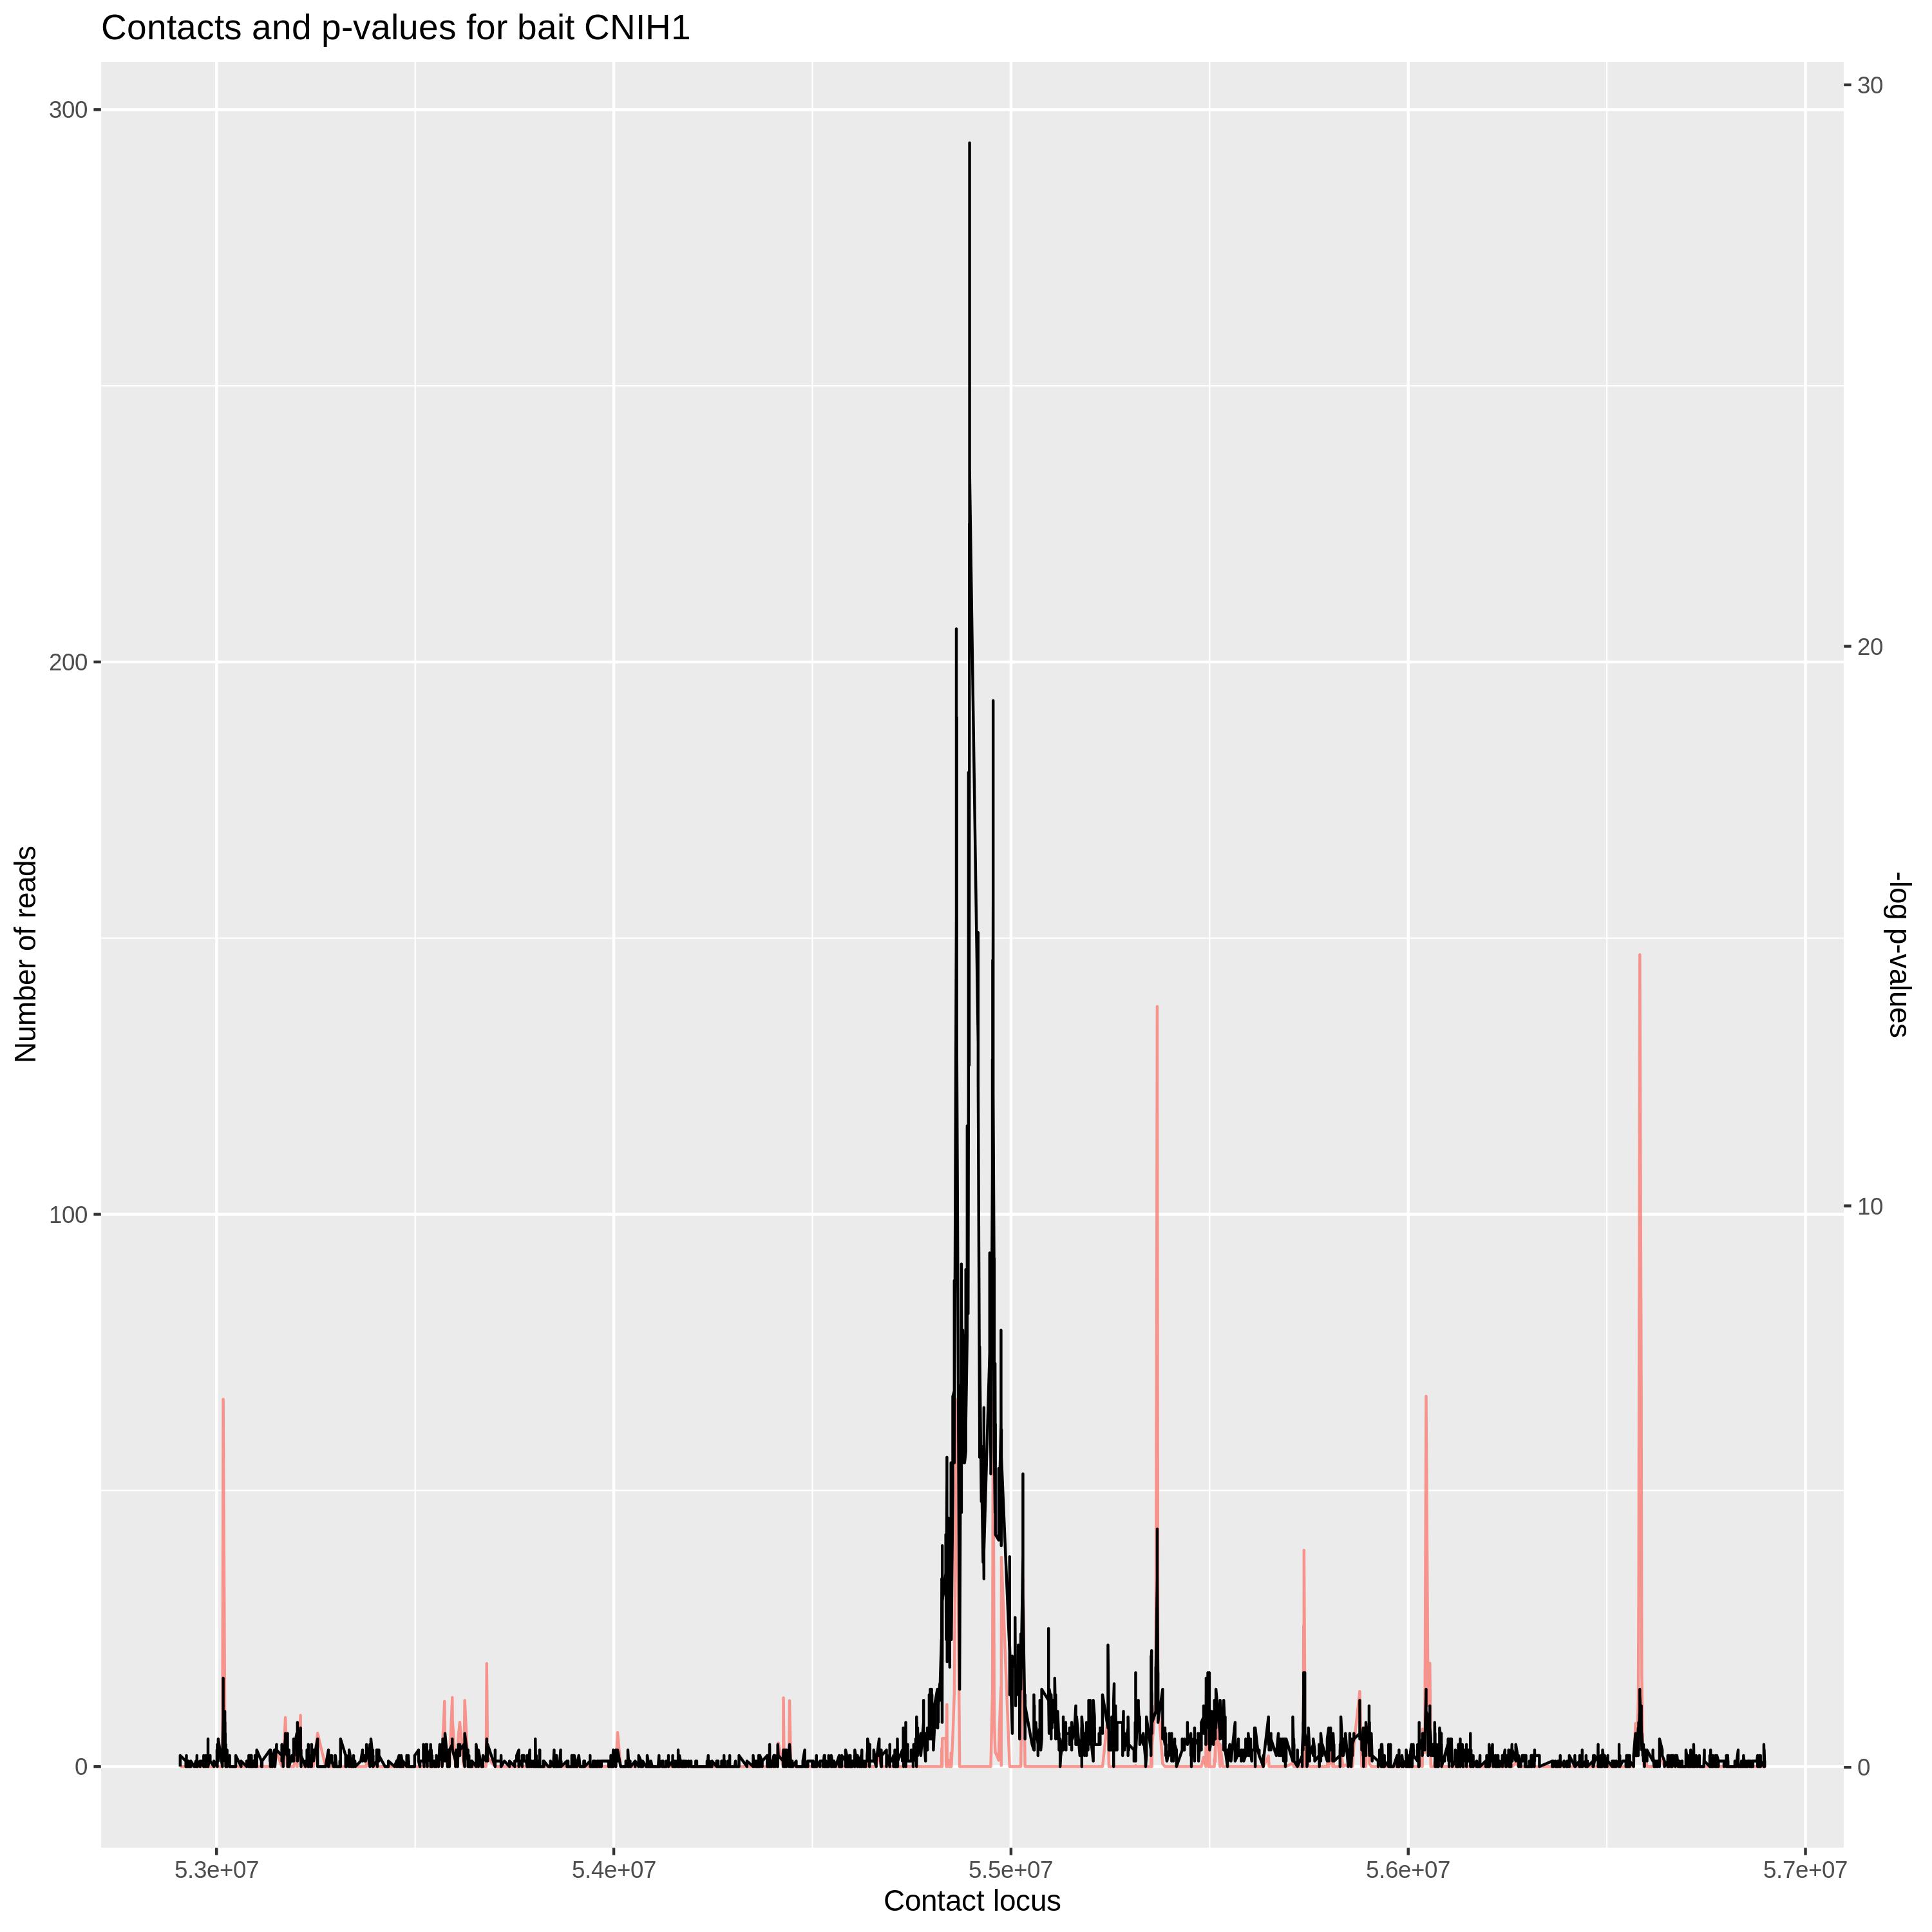 Contacts and p-values for bait CNIH1
300
200
100
0
30
20
10
0
5.3e+07
5.4e+07
5.5e+07
5.6e+07
5.7e+07
Number of reads
-log p-values
Contact locus